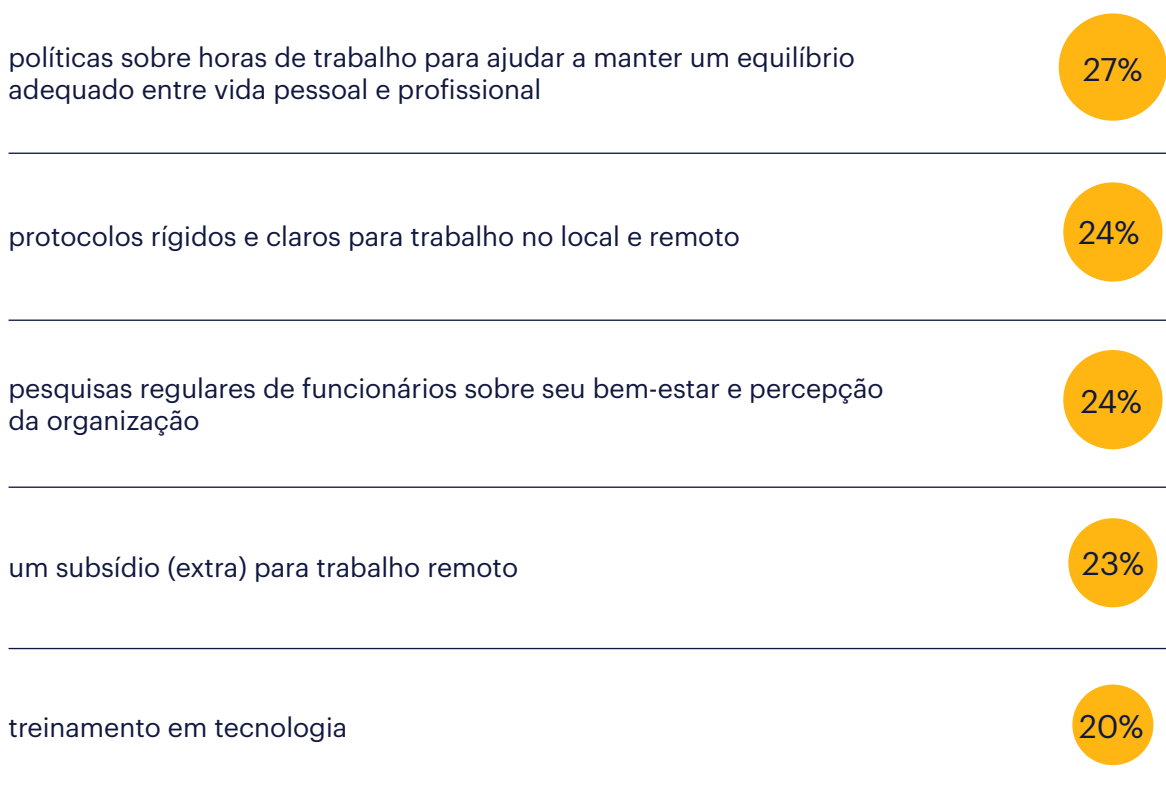 políticas sobre horas de trabalho para ajudar a manter um equilíbrio
adequado entre vida pessoal e profissional
27%
protocolos rígidos e claros para trabalho no local e remoto
24%
pesquisas regulares de funcionários sobre seu bem-estar e percepção
da organização
24%
um subsídio (extra) para trabalho remoto
23%
treinamento em tecnologia
20%